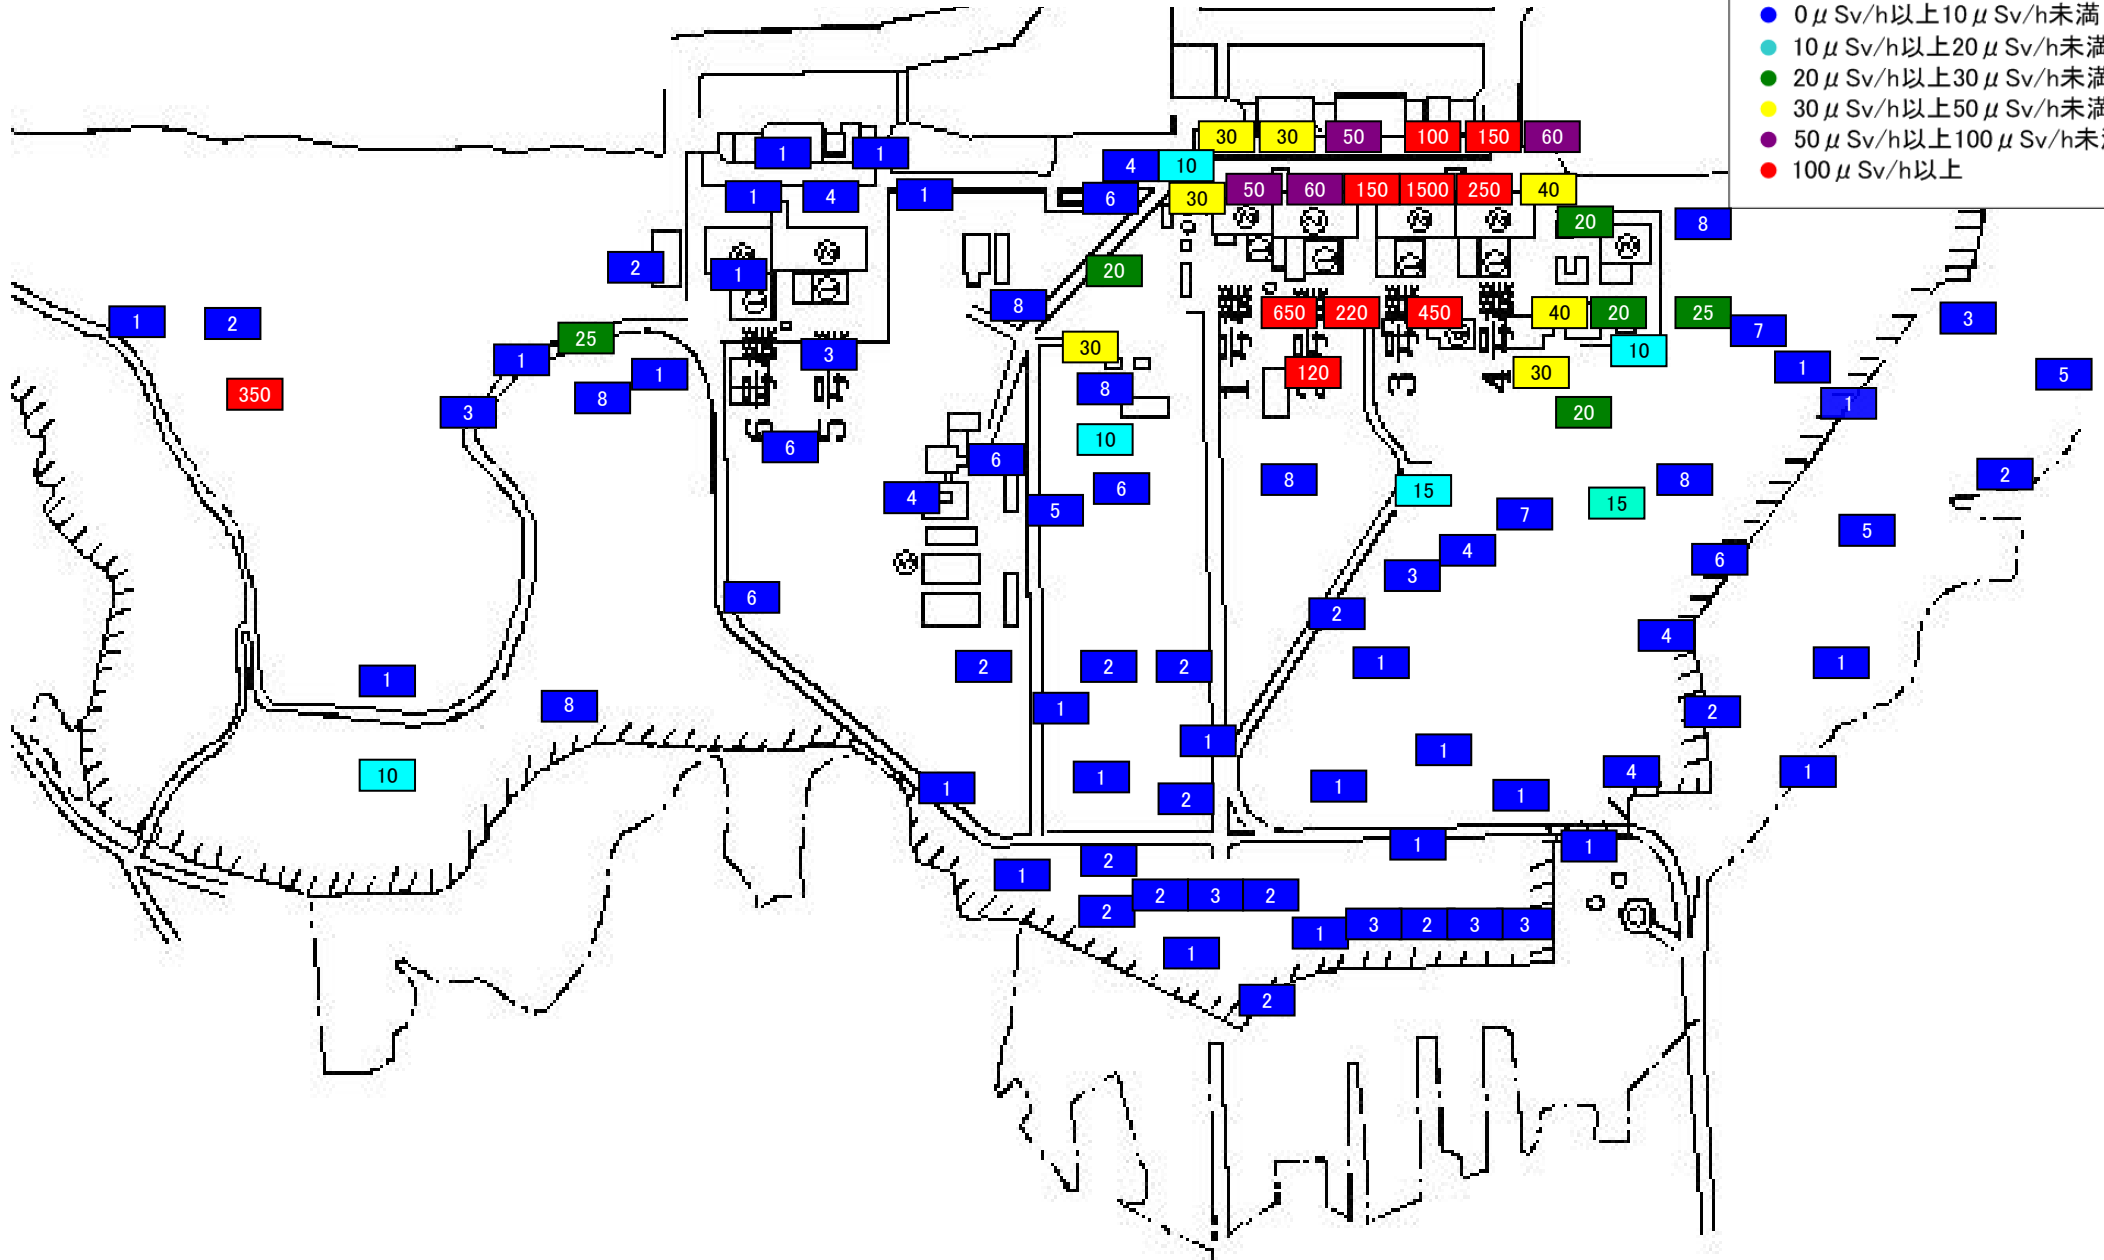 0μSv/h以上10μSv/h未満
10μSv/h以上20μSv/h未満
20μSv/h以上30μSv/h未満
30μSv/h以上50μSv/h未満
50μSv/h以上100μSv/h未満
100μSv/h以上
30 30 50 100 150 60
1 1 4 10
1 4 1 6 30 50 60 150 1500 250 40
20 8
2 1 20
1 2 8 650 220 450 40 20 25 7 3
25 3 30 10
1 1 8 120 30 1 5
350 8 3 20 1
6 10
6 8 8 2
4 5 6 15 7 15
4 5
3 6
6 2
4
2 2 2 1 1
1 8 1 2
1 1
10 1 1 4 1
1 2 1
2 1 1
1 2 3 2
2 1 3 2 3 3
1
2
6 5
1 2 3 4